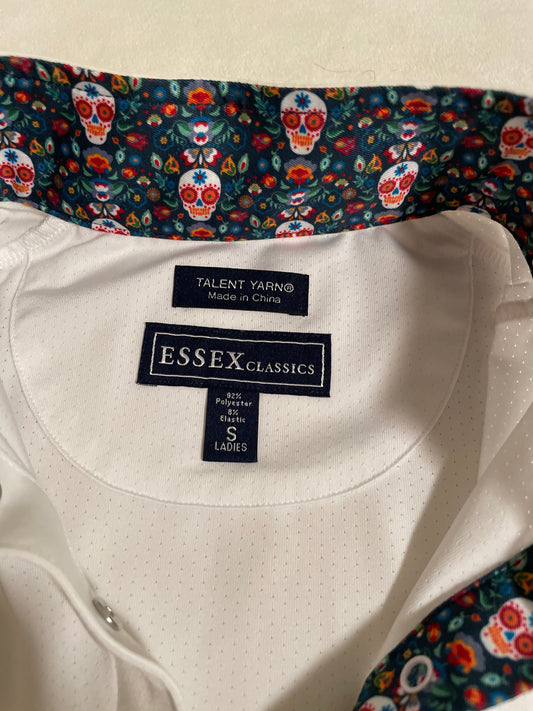 TALENT YARN®
Made in China
ESSEX CLASSICS
92%
Polyester
8%
Elastic
S
LADIES